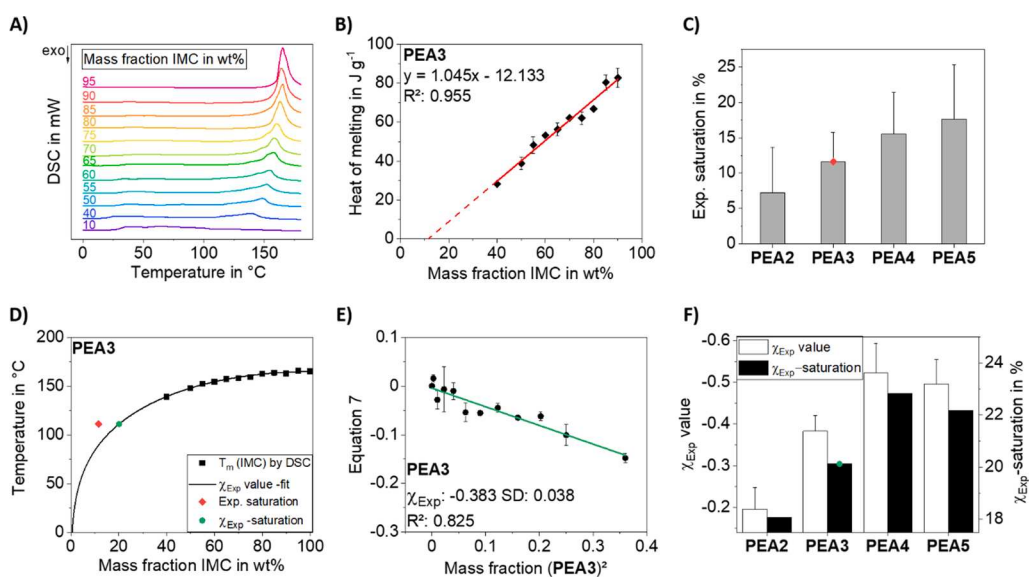 A)
exo
Mass fraction IMC in wt%
95
90
85
80
75
70
65
60
55
50
40
10
DSC in mW
0 50 100 150
Temperature in °C
B)
PEA3
y = 1.045x - 12.133
R²: 0.955
Heat of melting in J g⁻¹
100
80
60
40
20
0
0 20 40 60 80 100
Mass fraction IMC in wt%
C)
Exp. saturation in %
25
20
15
10
5
0
PEA2 PEA3 PEA4 PEA5
D)
PEA3
Temperature in °C
200
150
100
50
0
Tm (IMC) by DSC
χExp value -fit
Exp. saturation
χExp -saturation
0 20 40 60 80 100
Mass fraction IMC in wt%
E)
Equation 7
0.1
0
-0.1
-0.2
-0.3
PEA3
χExp: -0.383 SD: 0.038
R²: 0.825
0 0.1 0.2 0.3 0.4
Mass fraction (PEA3)²
F)
χExp value
χExp-saturation
χExp value
-0.6
-0.5
-0.4
-0.3
-0.2
24
22
20
18
χExp-saturation in %
PEA2 PEA3 PEA4 PEA5